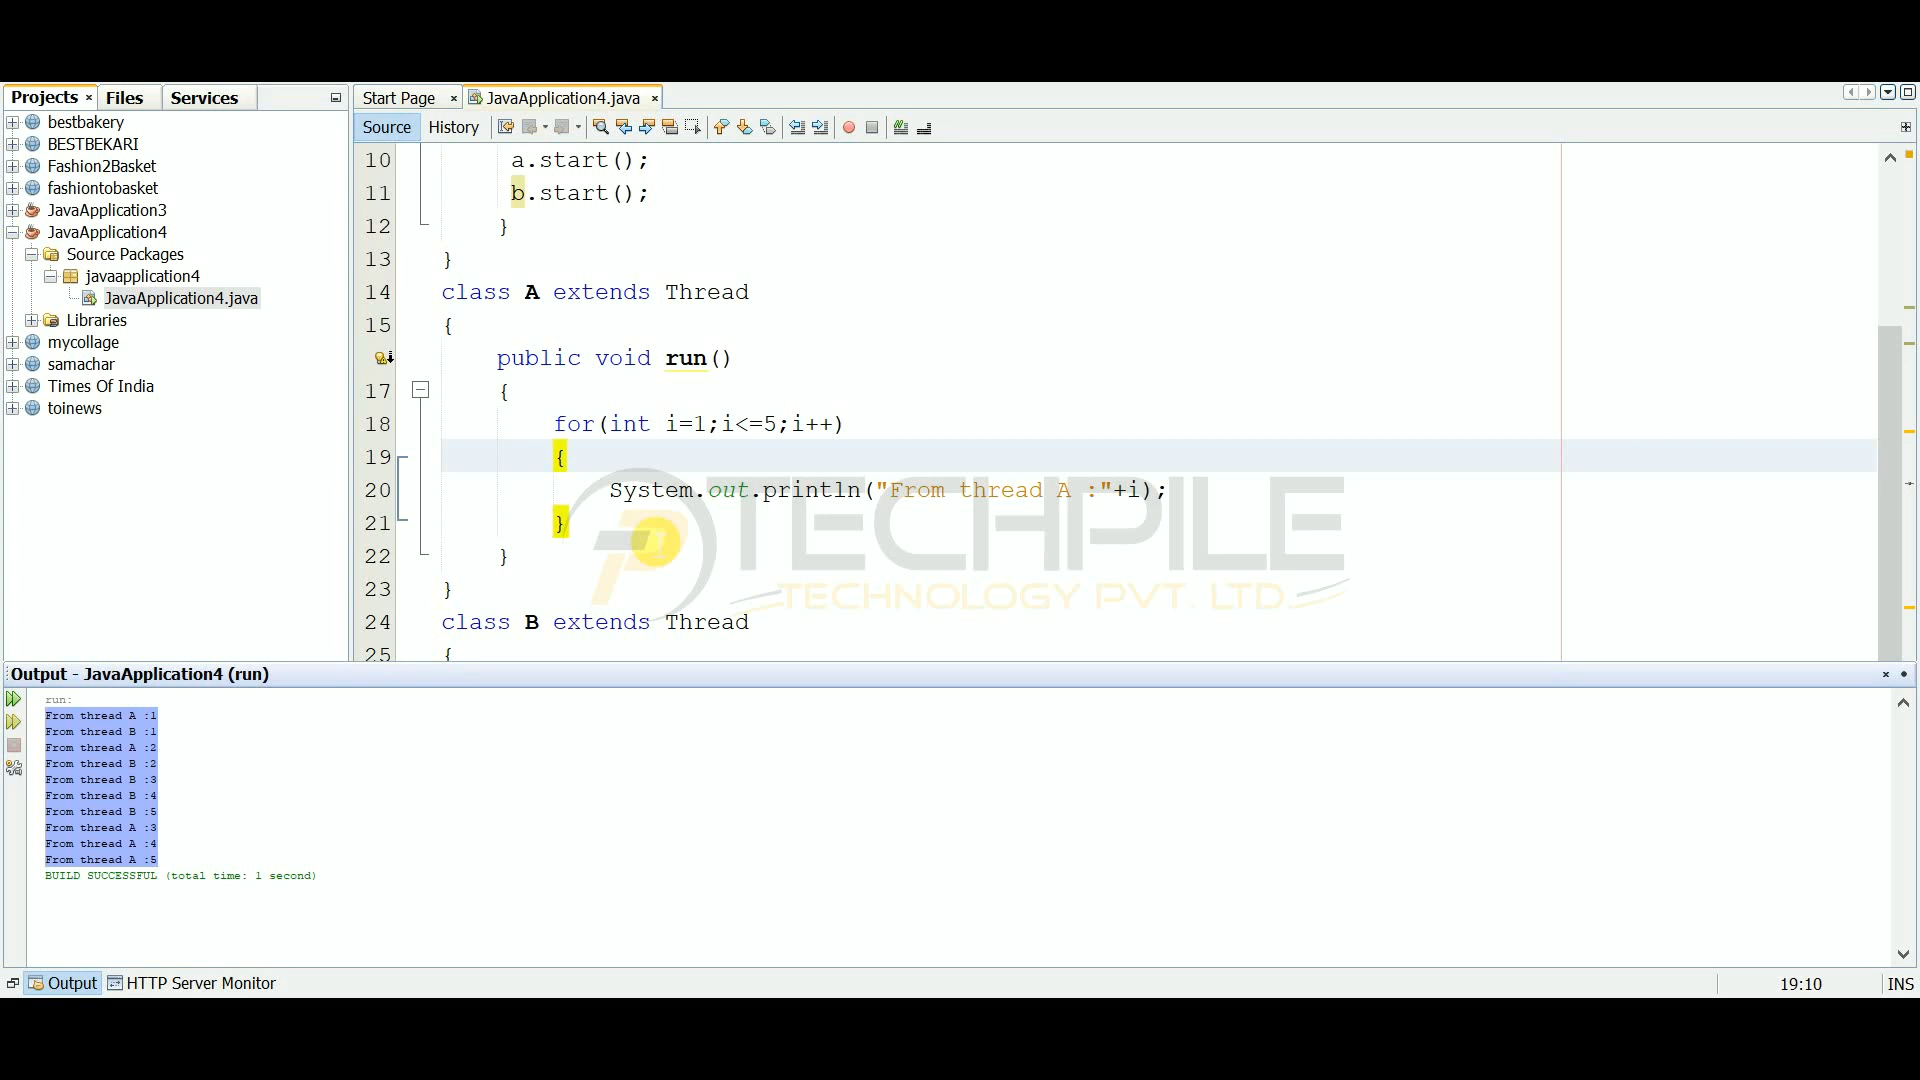 Projects × Files Services
bestbakery
BESTBEKARI
Fashion2Basket
fashiontobasket
JavaApplication3
JavaApplication4
Source Packages
javaapplication4
JavaApplication4.java
Libraries
mycollage
samachar
Times Of India
toinews
Start Page × JavaApplication4.java ×
Source History
10 a.start();
11 b.start();
12 }
13 }
14 class A extends Thread
15 {
public void run()
17 {
18 for(int i=1;i<=5;i++)
19 {
20 System.out.println("From thread A :"+i);
21 }
22 }
23 }
24 class B extends Thread
25 {
TECHPILE
TECHNOLOGY PVT. LTD.
Output - JavaApplication4 (run)
run:
From thread A :1
From thread B :1
From thread A :2
From thread B :2
From thread B :3
From thread B :4
From thread B :5
From thread A :3
From thread A :4
From thread A :5
BUILD SUCCESSFUL (total time: 1 second)
Output HTTP Server Monitor
19:10 INS